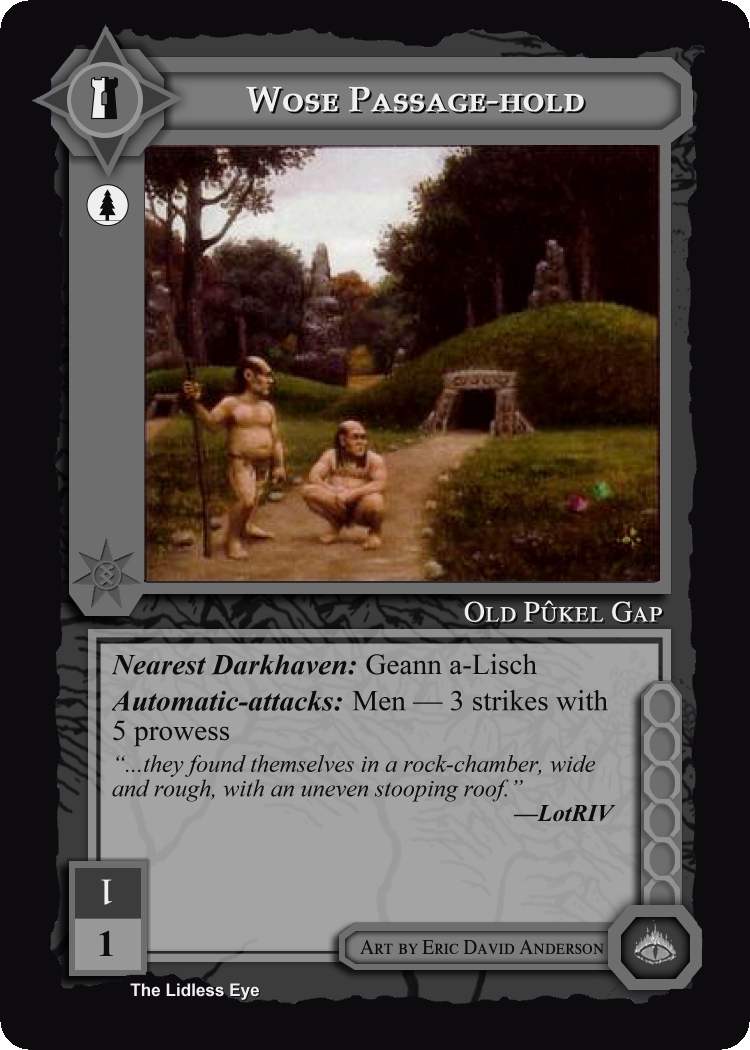 Wose Passage-hold
Old Pûkel Gap
Nearest Darkhaven: Geann a-Lisch
Automatic-attacks: Men — 3 strikes with
5 prowess
“...they found themselves in a rock-chamber, wide
and rough, with an uneven stooping roof.”
—LotRIV
1
1
Art by Eric David Anderson
The Lidless Eye